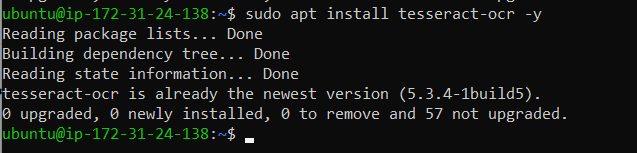 ubuntu@ip-172-31-24-138:~$ sudo apt install tesseract-ocr -y
Reading package lists... Done
Building dependency tree... Done
Reading state information... Done
tesseract-ocr is already the newest version (5.3.4-1build5).
0 upgraded, 0 newly installed, 0 to remove and 57 not upgraded.
ubuntu@ip-172-31-24-138:~$